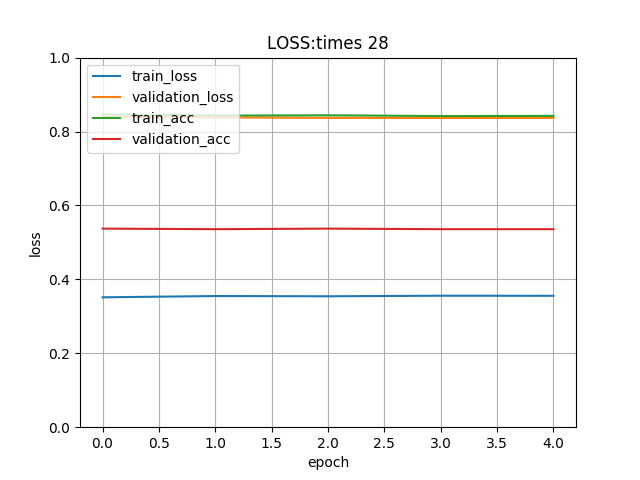 LOSS:times 28
1.0
0.8
0.6
0.4
0.2
0.0
loss
train_loss
validation_loss
train_acc
validation_acc
0.0 0.5 1.0 1.5 2.0 2.5 3.0 3.5 4.0
epoch